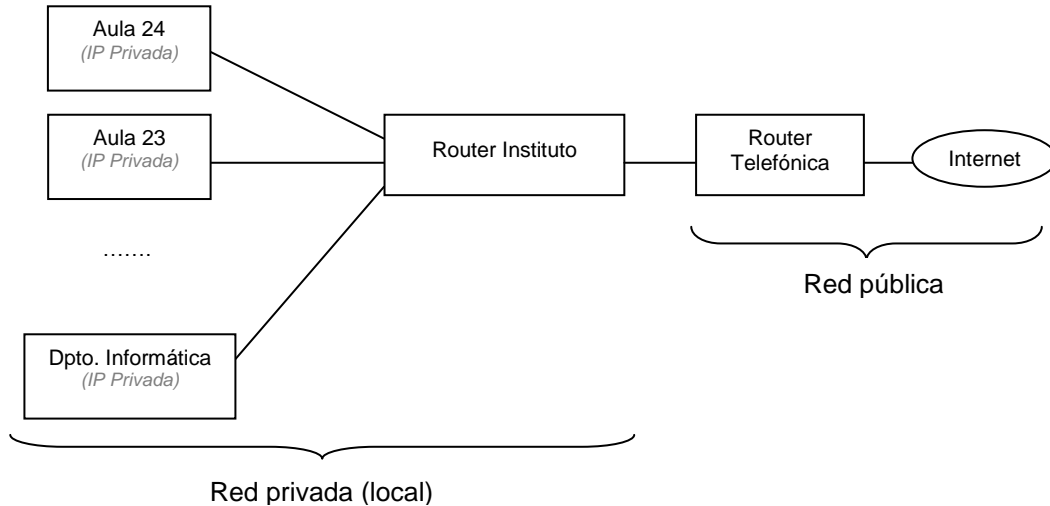 Aula 24
(IP Privada)
Aula 23
(IP Privada)
.......
Dpto. Informática
(IP Privada)
Router Instituto
Router
Telefónica
Internet
Red pública
Red privada (local)